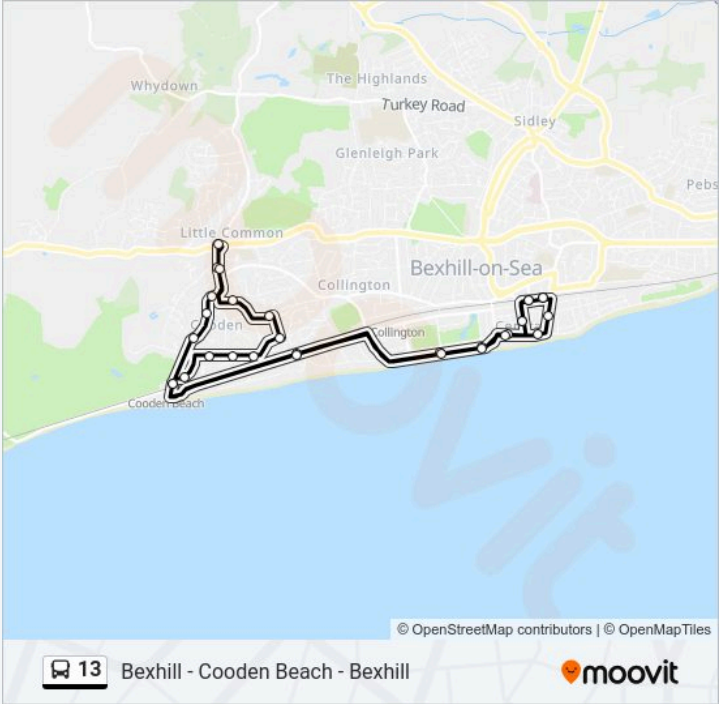 Whydown
The Highlands
Turkey Road
Sidley
Glenleigh Park
Pebs
Little Common
Bexhill-on-Sea
Collington
Cooden
Collington
Cooden Beach
moovit
© OpenStreetMap contributors | © OpenMapTiles
13 Bexhill - Cooden Beach - Bexhill
moovit